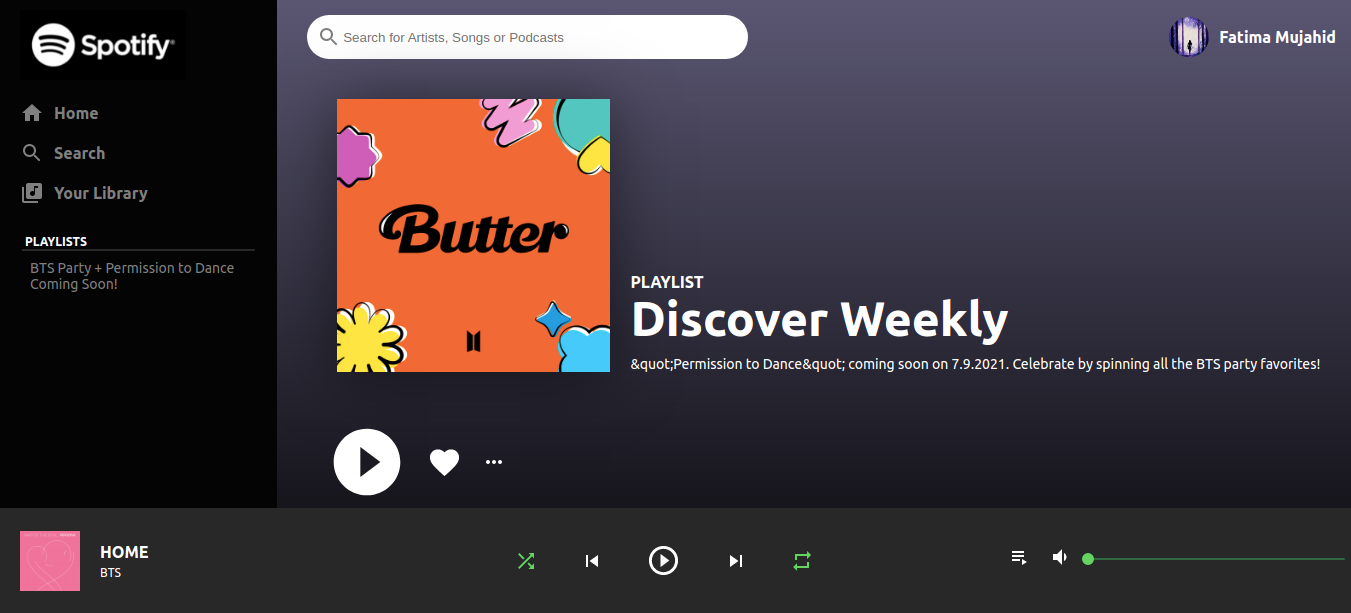 Spotify
Search for Artists, Songs or Podcasts
Fatima Mujahid
Home
Search
Your Library
PLAYLISTS
BTS Party + Permission to Dance
Coming Soon!
Butter
PLAYLIST
Discover Weekly
&quot;Permission to Dance&quot; coming soon on 7.9.2021. Celebrate by spinning all the BTS party favorites!
HOME
BTS